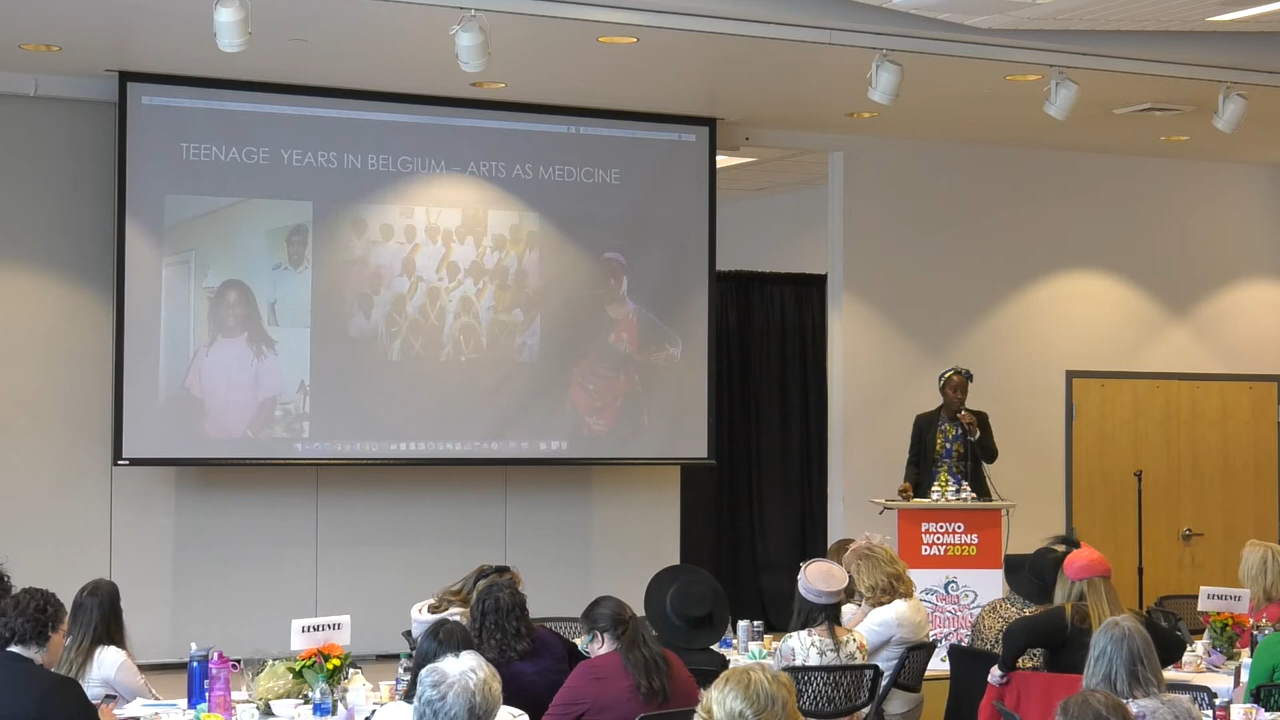 TEENAGE YEARS IN BELGIUM – ARTS AS MEDICINE
PROVO
WOMENS
DAY2020
RESERVED
RESERVED